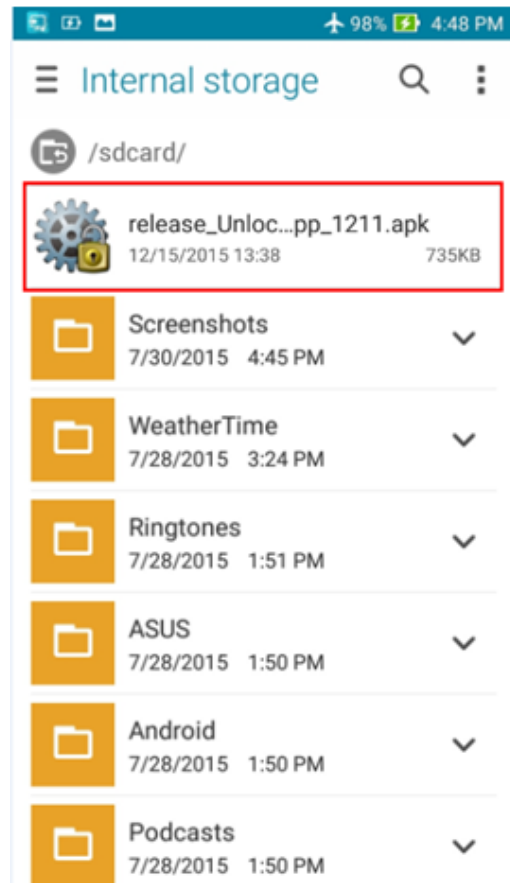 98% 4:48 PM
Internal storage
/sdcard/
release_Unloc...pp_1211.apk
12/15/2015 13:38 735KB
Screenshots
7/30/2015 4:45 PM
WeatherTime
7/28/2015 3:24 PM
Ringtones
7/28/2015 1:51 PM
ASUS
7/28/2015 1:50 PM
Android
7/28/2015 1:50 PM
Podcasts
7/28/2015 1:50 PM